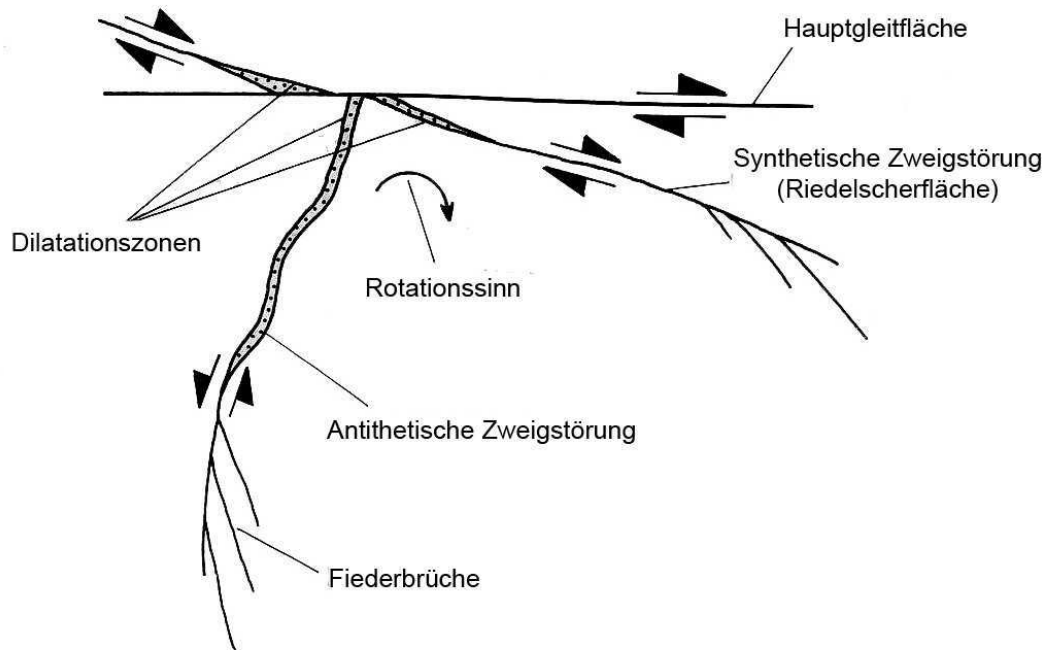 Hauptgleitfläche
Synthetische Zweigstörung
(Riedelscherfläche)
Dilatationszonen
Rotationssinn
Antithetische Zweigstörung
Fiederbrüche